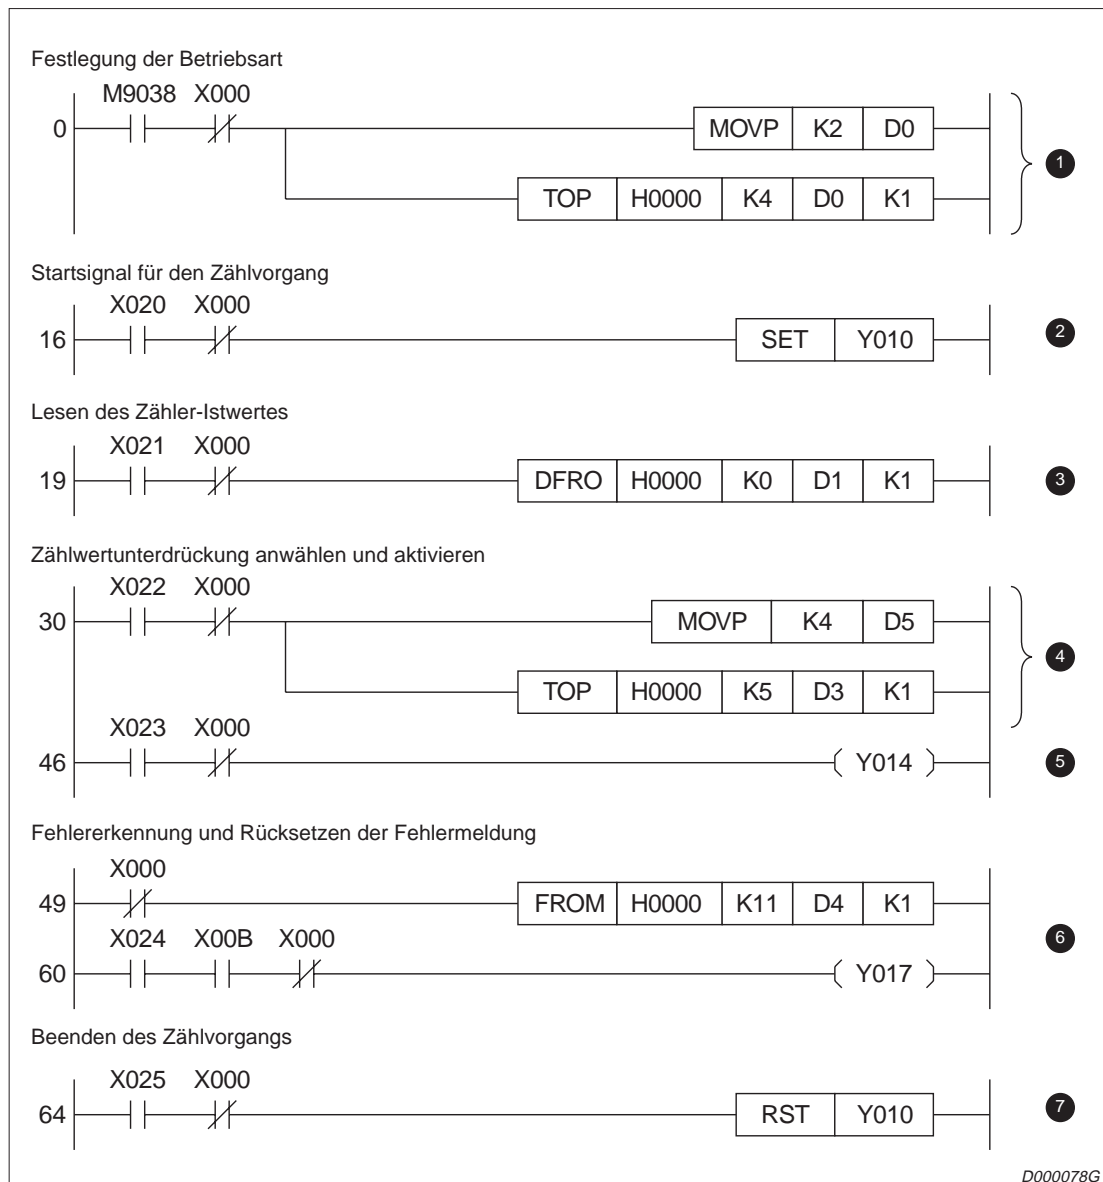 Festlegung der Betriebsart
M9038 X000
0 MOVP K2 D0
1
TOP H0000 K4 D0 K1
Startsignal für den Zählvorgang
X020 X000
16 SET Y010 2
Lesen des Zähler-Istwertes
X021 X000
19 DFRO H0000 K0 D1 K1 3
Zählwertunterdrückung anwählen und aktivieren
X022 X000
30 MOVP K4 D5
4
TOP H0000 K5 D3 K1
X023 X000
46 Y014 5
Fehlererkennung und Rücksetzen der Fehlermeldung
X000
49 FROM H0000 K11 D4 K1
6
X024 X00B X000
60 Y017
Beenden des Zählvorgangs
X025 X000
64 RST Y010 7
D000078G